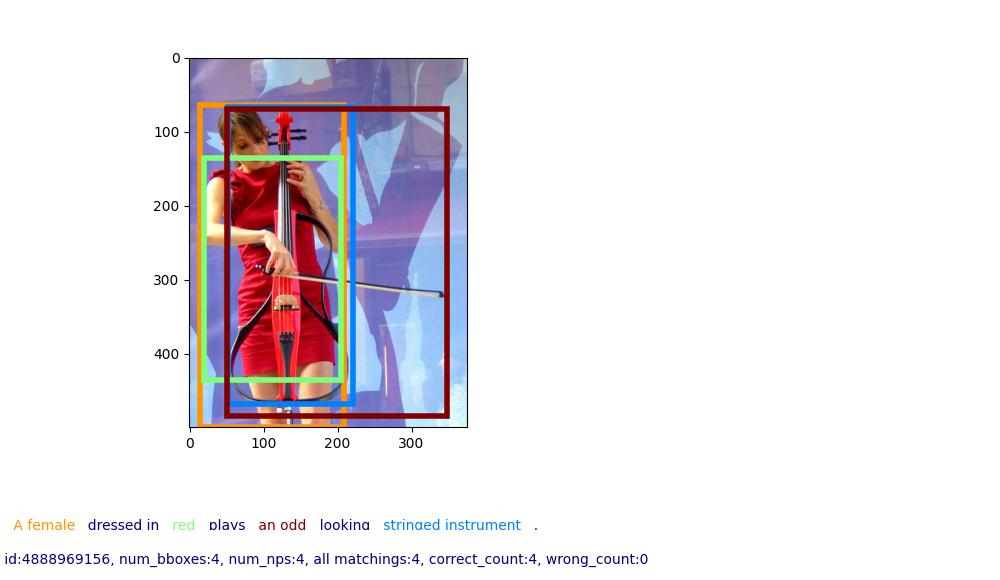 0
100
200
300
400
0 100 200 300
A female dressed in red plays an odd looking stringed instrument .
id:4888969156, num_bboxes:4, num_nps:4, all matchings:4, correct_count:4, wrong_count:0